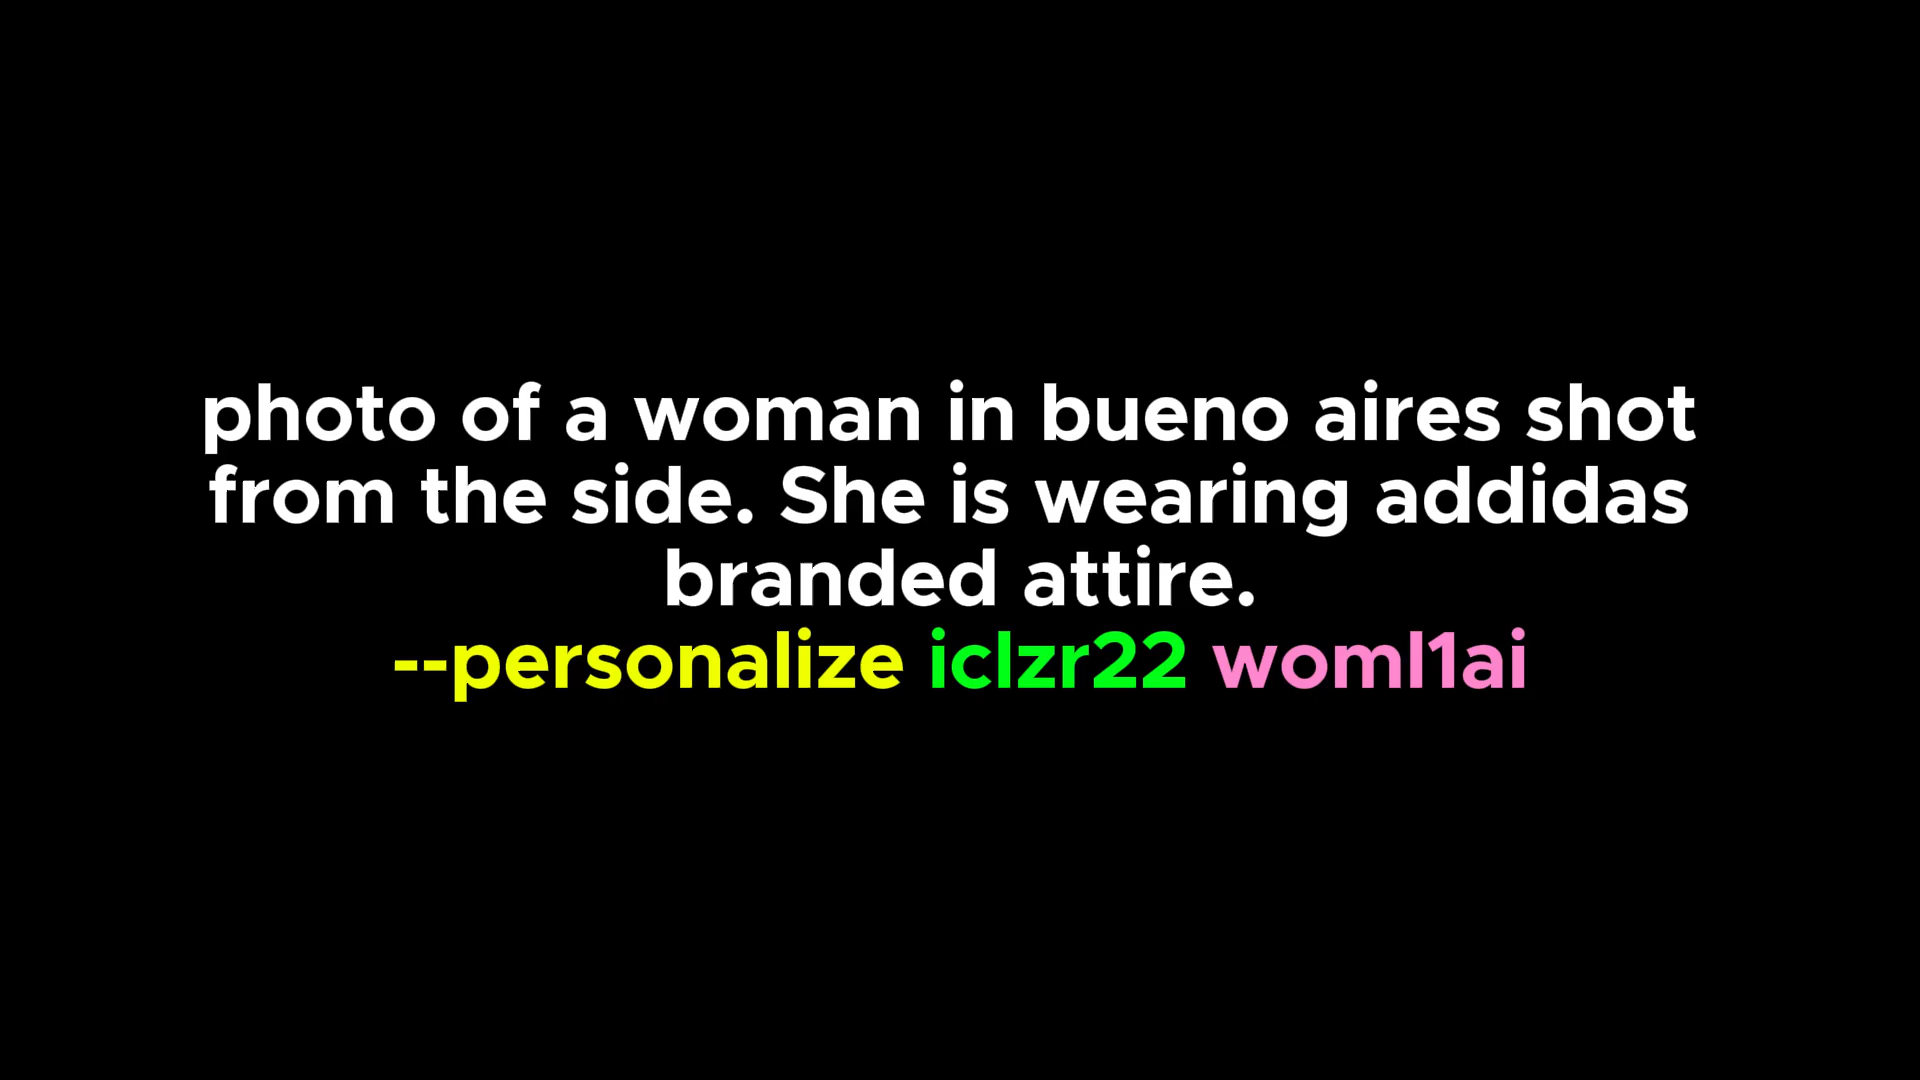 photo of a woman in bueno aires shot
from the side. She is wearing addidas
branded attire.
--personalize iclzr22 woml1ai